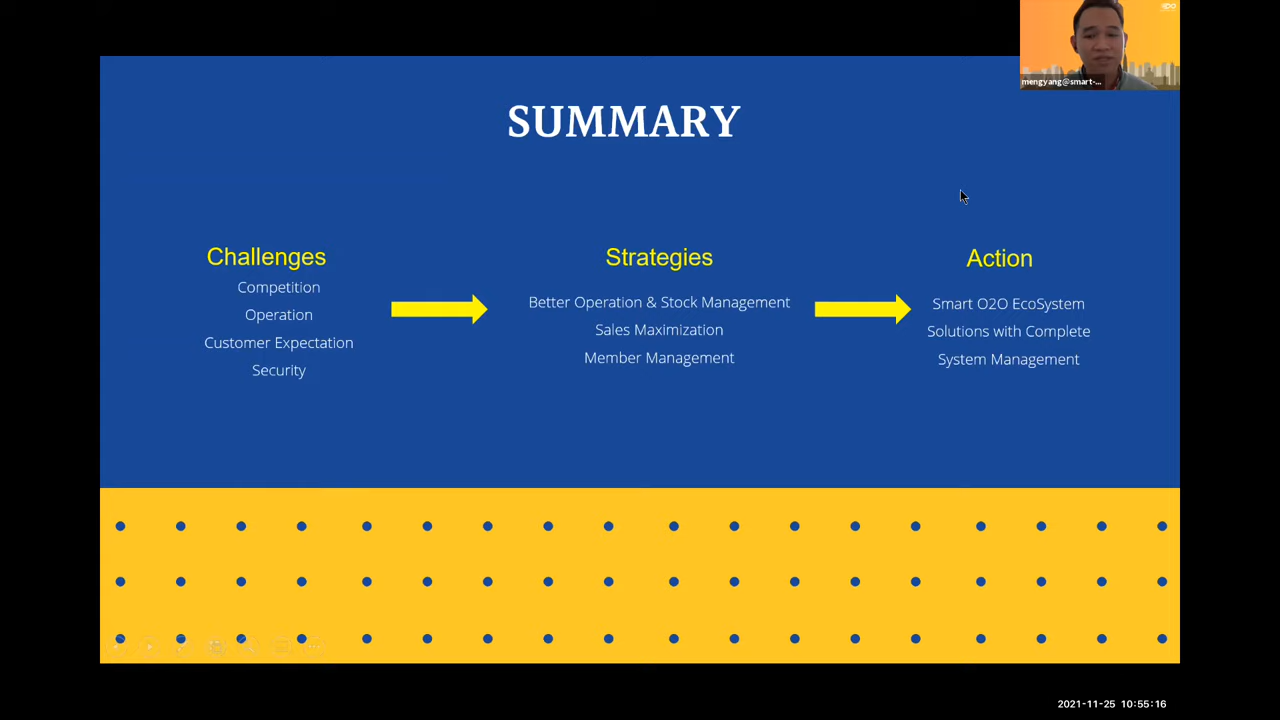 mengyang@smart-...
SUMMARY
Challenges
Competition
Operation
Customer Expectation
Security
Strategies
Better Operation & Stock Management
Sales Maximization
Member Management
Action
Smart O2O EcoSystem
Solutions with Complete
System Management
2021-11-25 10:55:16